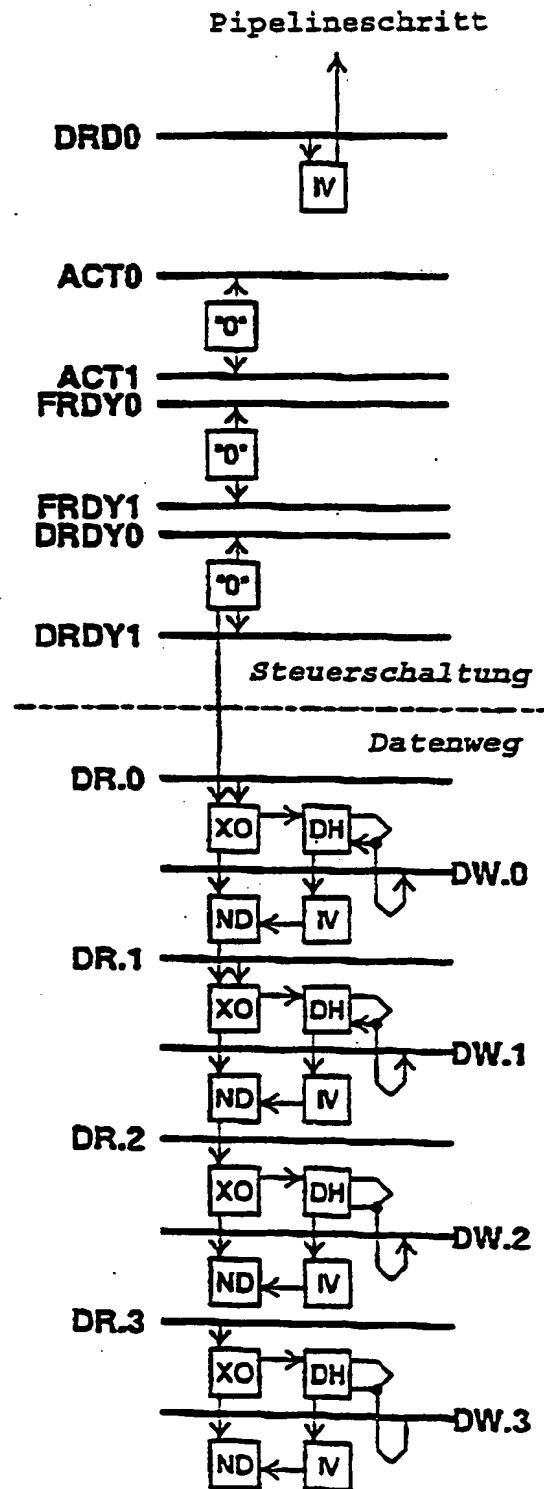 Pipelineschritt
DRD0
IV
ACT0
"0"
ACT1
FRDY0
"0"
FRDY1
DRDY0
"0"
DRDY1
Steuerschaltung
Datenweg
DR.0
XO DH
DW.0
ND IV
DR.1
XO DH
DW.1
ND IV
DR.2
XO DH
DW.2
ND IV
DR.3
XO DH
DW.3
ND IV